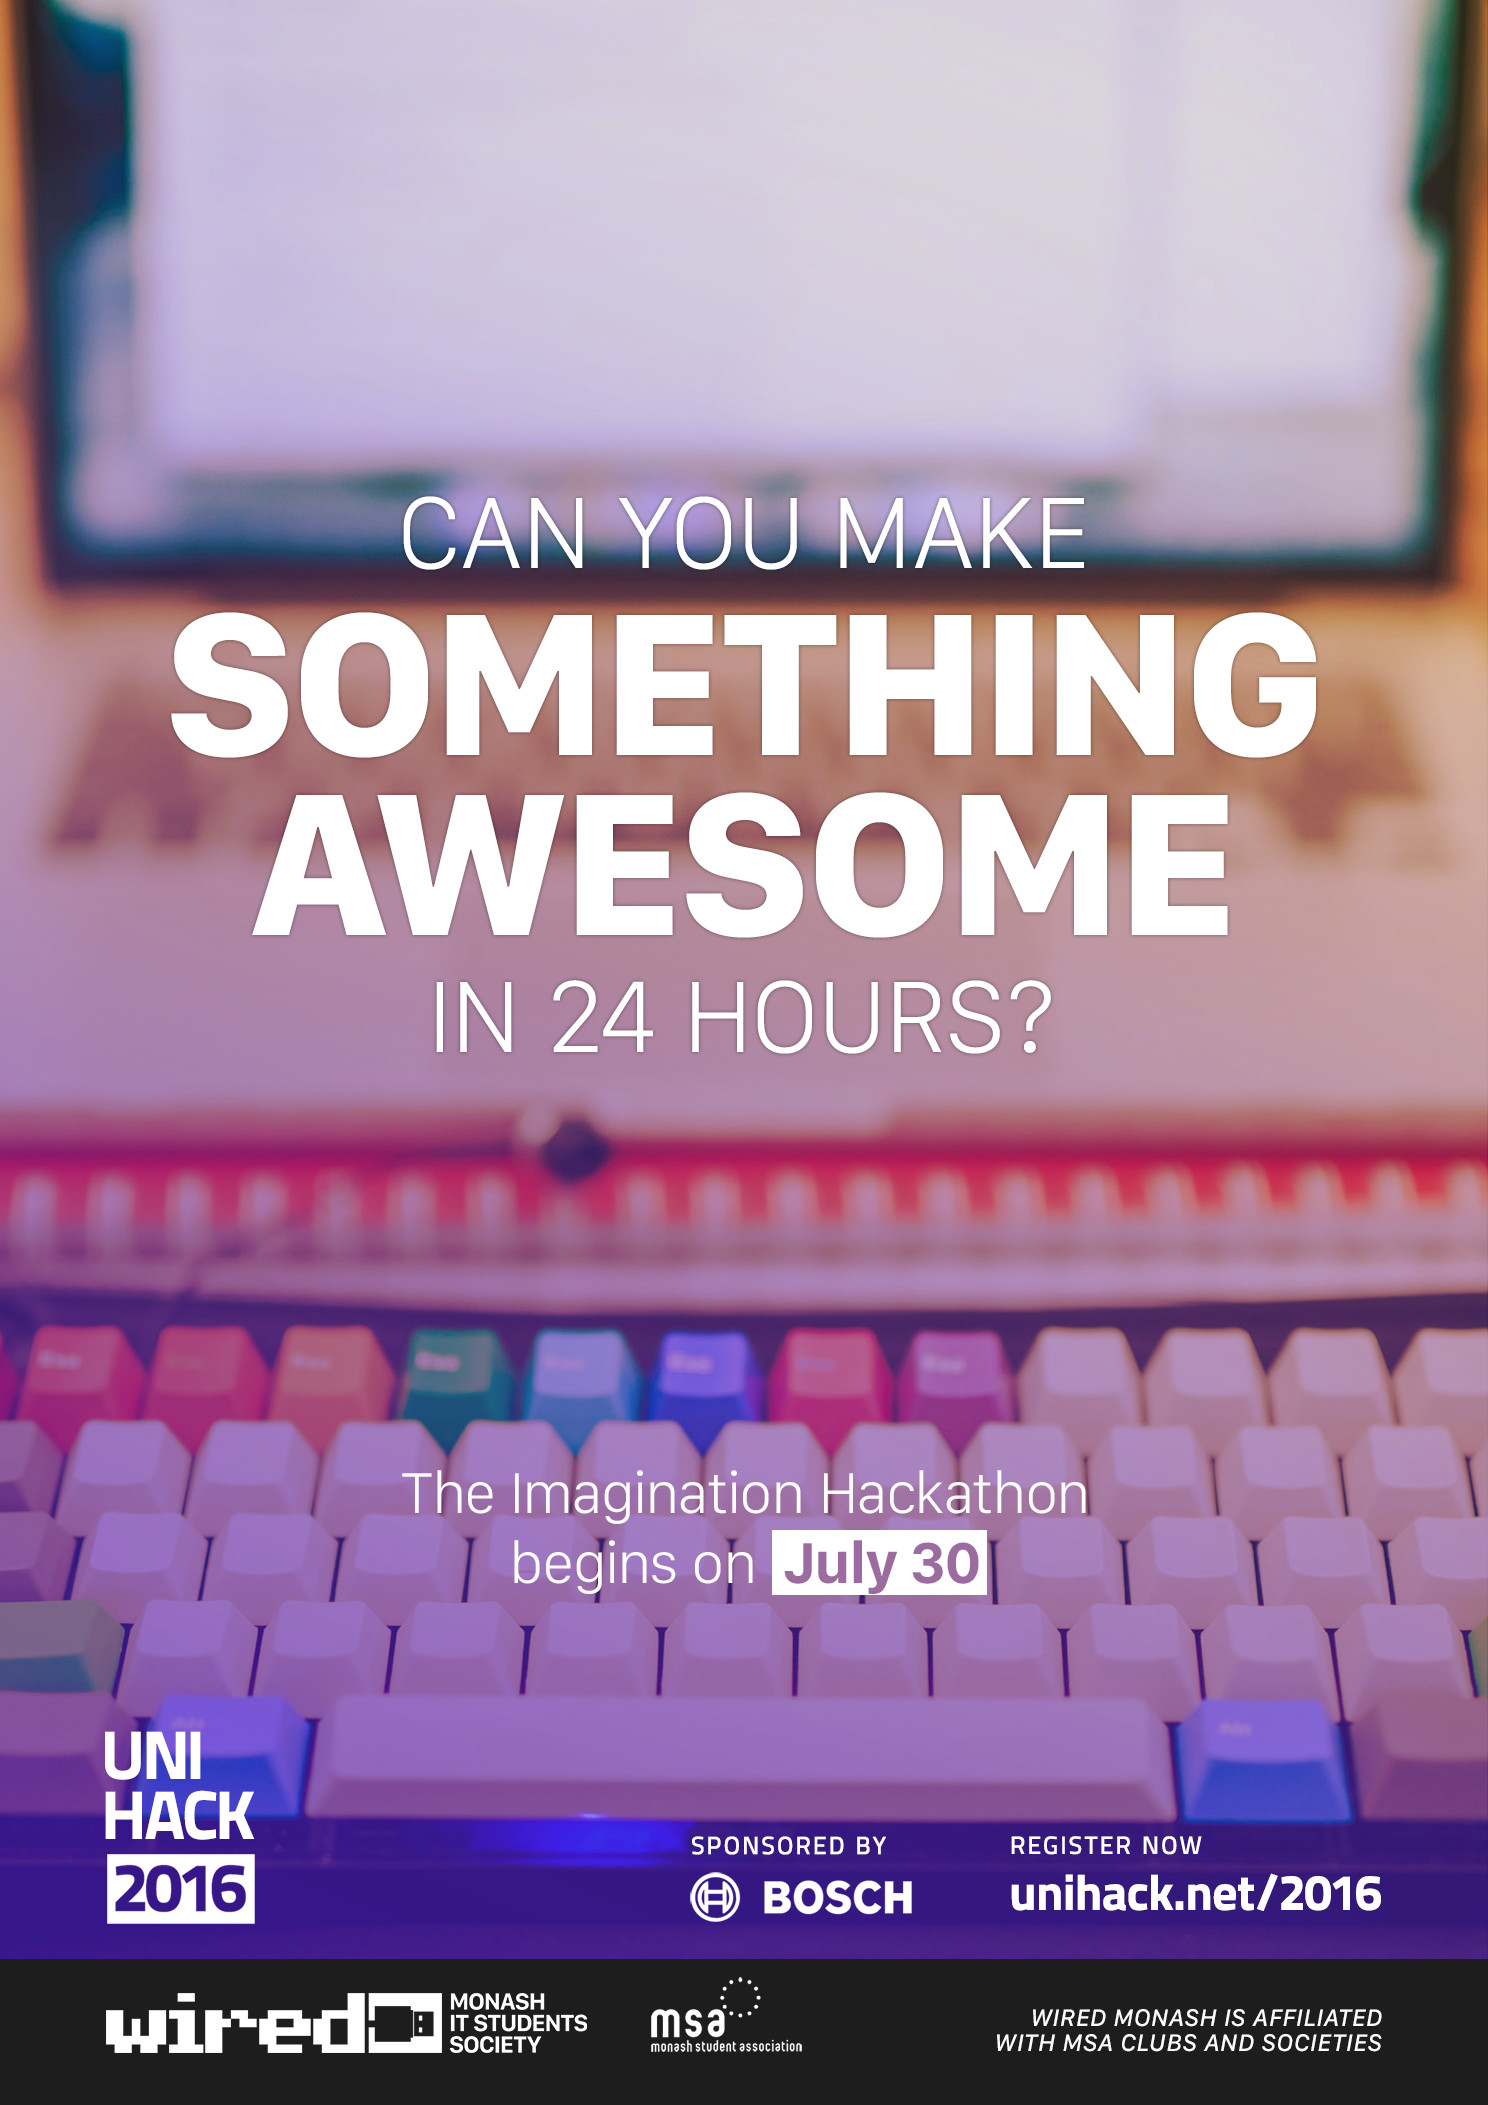 CAN YOU MAKE
SOMETHING
AWESOME
IN 24 HOURS?
The Imagination Hackathon
begins on July 30
UNI
HACK
2016
SPONSORED BY
BOSCH
REGISTER NOW
unihack.net/2016
wired
MONASH
IT STUDENTS
SOCIETY
msa
monash student association
WIRED MONASH IS AFFILIATED
WITH MSA CLUBS AND SOCIETIES